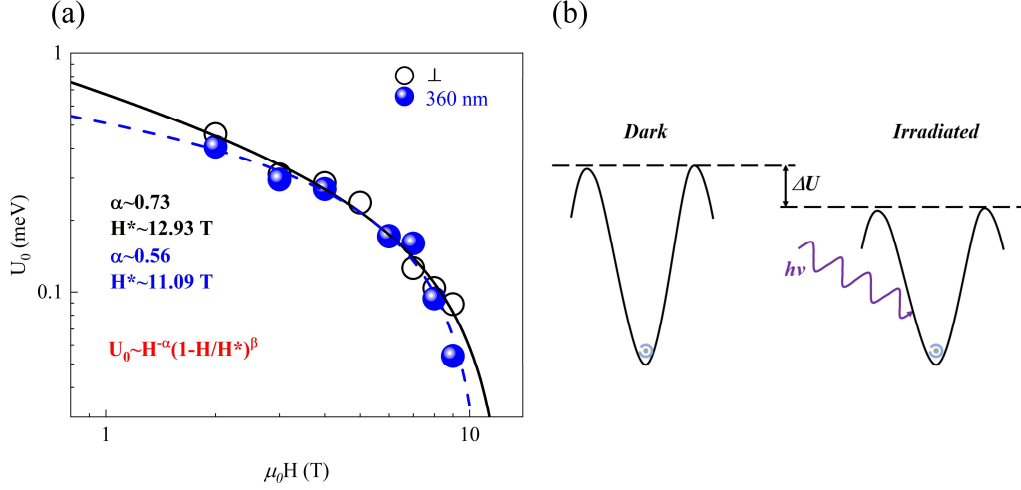 (a)
(b)
1
0.1
U₀ (meV)
⊥
360 nm
α~0.73
H*~12.93 T
α~0.56
H*~11.09 T
U₀~H^-α(1-H/H*)^β
1
10
μ₀H (T)
Dark
Irradiated
ΔU
hν